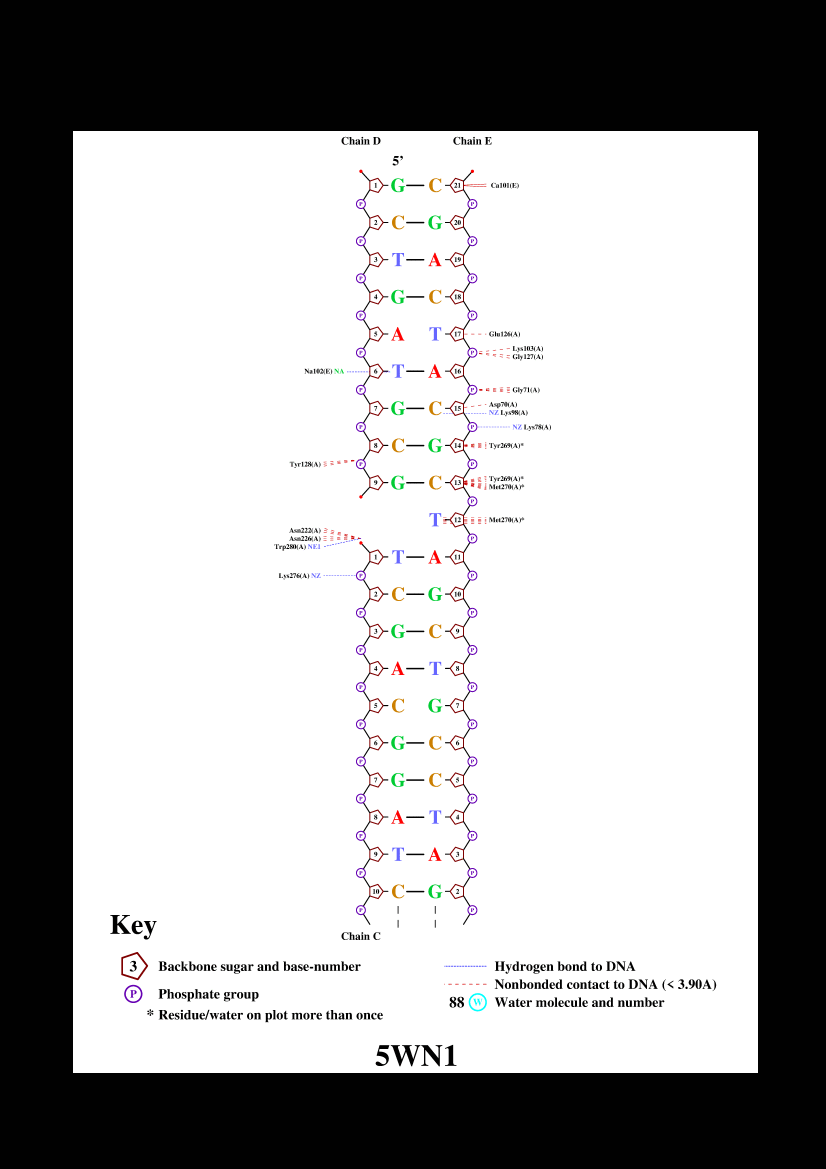 Chain D Chain E
5'
1 G C 21 Ca101(E)
P P
2 C G 20
P P
3 T A 19
P P
4 G C 18
P P
5 A T 17 Glu126(A)
P P Lys103(A)
Gly127(A)
Na102(E) NA 6 T A 16
P P Gly71(A)
Asp70(A)
7 G C 15 NZ Lys98(A)
P P NZ Lys78(A)
8 C G 14 Tyr269(A)*
Tyr128(A) P P
9 G C 13 Tyr269(A)*
Met270(A)*
P
T 12 Met270(A)*
Asn222(A)
Asn226(A) P
Trp280(A) NE1
1 T A 11
Lys276(A) NZ P P
2 C G 10
P P
3 G C 9
P P
4 A T 8
P P
5 C G 7
P P
6 G C 6
P P
7 G C 5
P P
8 A T 4
P P
9 T A 3
P P
10 C G 2
P P
Chain C
Key
3 Backbone sugar and base-number
P Phosphate group
* Residue/water on plot more than once
Hydrogen bond to DNA
Nonbonded contact to DNA (< 3.90A)
88 W Water molecule and number
5WN1